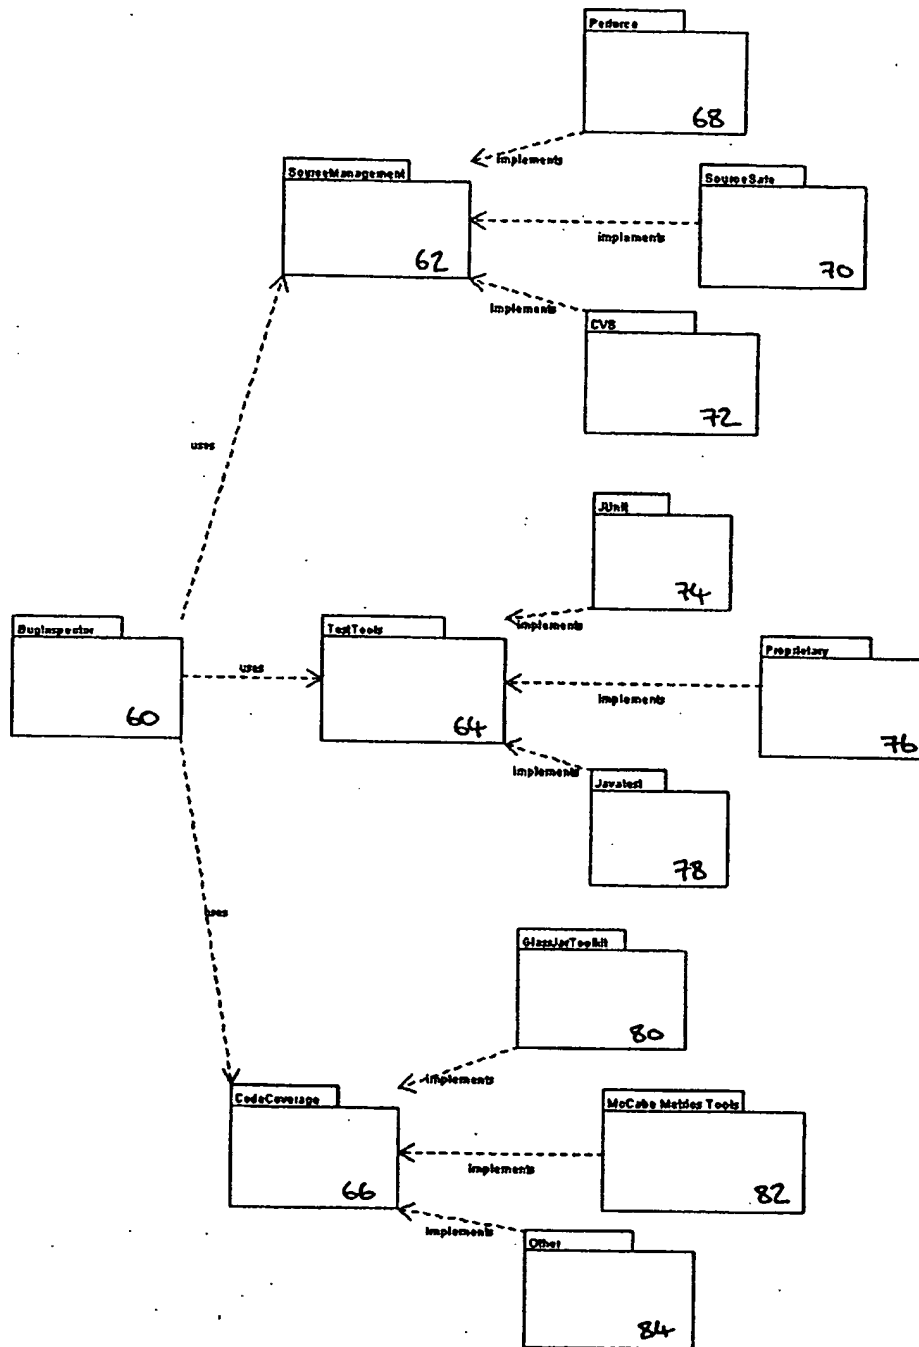 Perforce
68
implements
SourceManagement
62
SourceSafe
implements
70
implements
CVS
72
uses
JUnit
74
implements
BugInspector
60
uses
TestTools
64
Proprietary
implements
76
implements
Javatest
78
uses
GlassJarToolkit
80
implements
CodeCoverage
66
McCabe Metrics Tools
implements
82
implements
Other
84